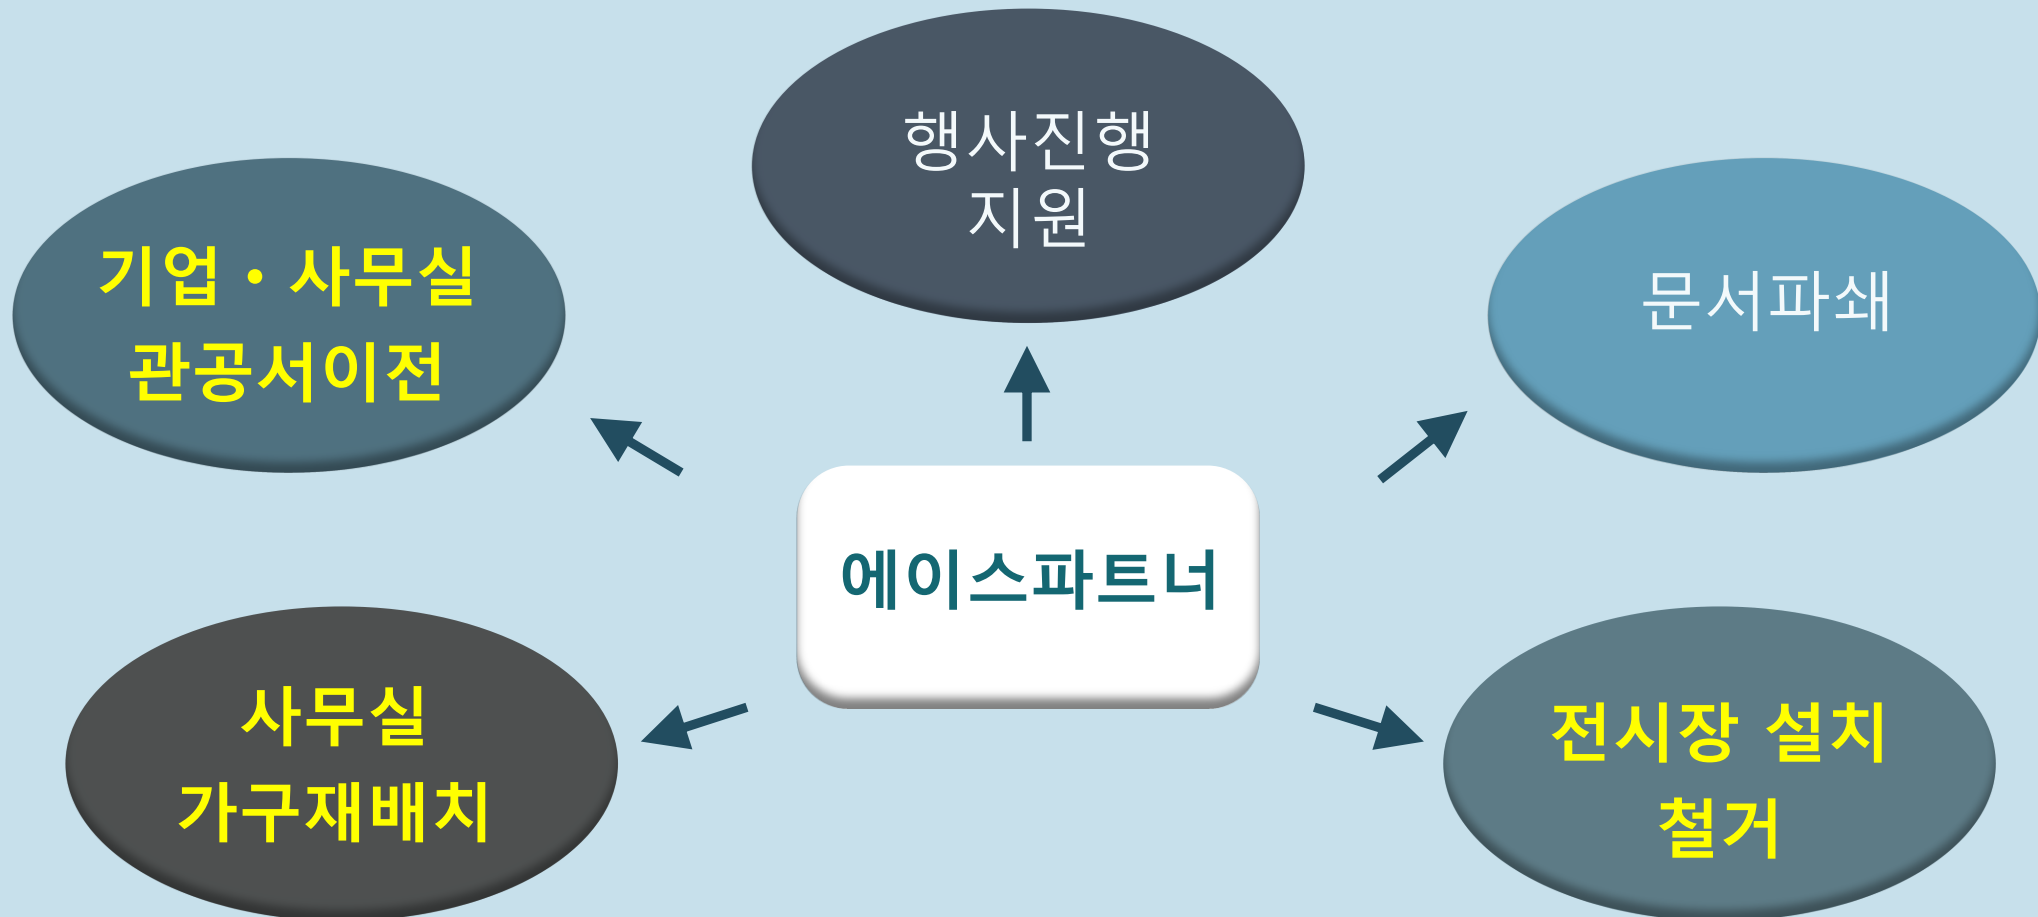 행사진행
지원
기업・사무실
관공서이전
문서파쇄
에이스파트너
사무실
가구재배치
전시장 설치
철거